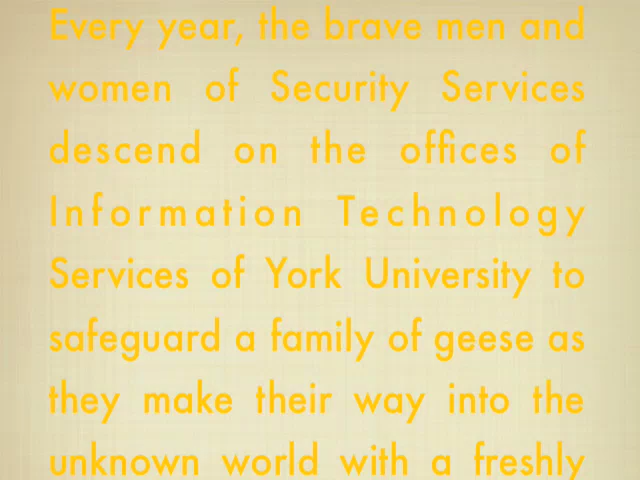 Every year, the brave men and
women of Security Services
descend on the offices of
Information Technology
Services of York University to
safeguard a family of geese as
they make their way into the
unknown world with a freshly